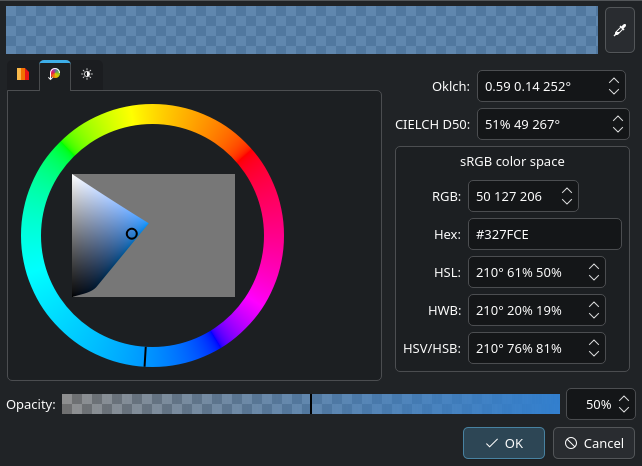 Oklch: 0.59 0.14 252°
CIELCH D50: 51% 49 267°
sRGB color space
RGB: 50 127 206
Hex: #327FCE
HSL: 210° 61% 50%
HWB: 210° 20% 19%
HSV/HSB: 210° 76% 81%
Opacity: 50%
OK Cancel